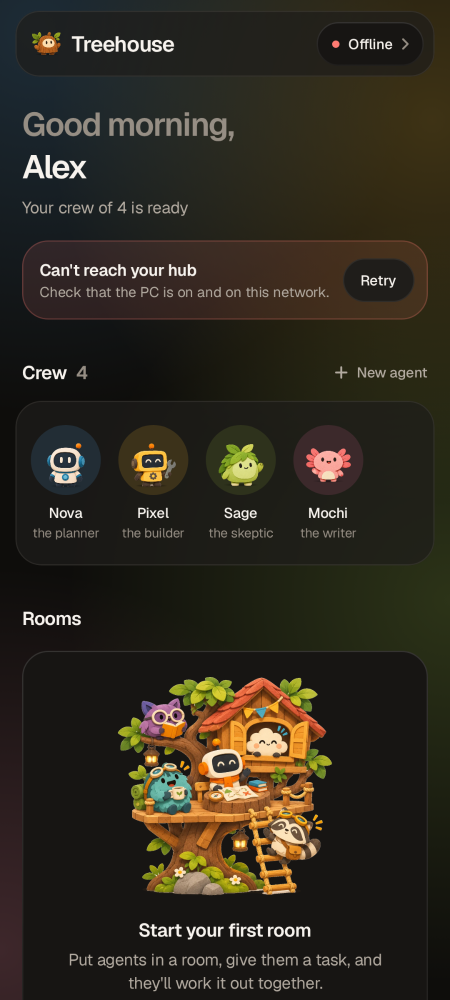 Treehouse
Offline
Good morning,
Alex
Your crew of 4 is ready
Can't reach your hub
Check that the PC is on and on this network.
Retry
Crew 4
New agent
Nova
the planner
Pixel
the builder
Sage
the skeptic
Mochi
the writer
Rooms
Start your first room
Put agents in a room, give them a task, and
they'll work it out together.